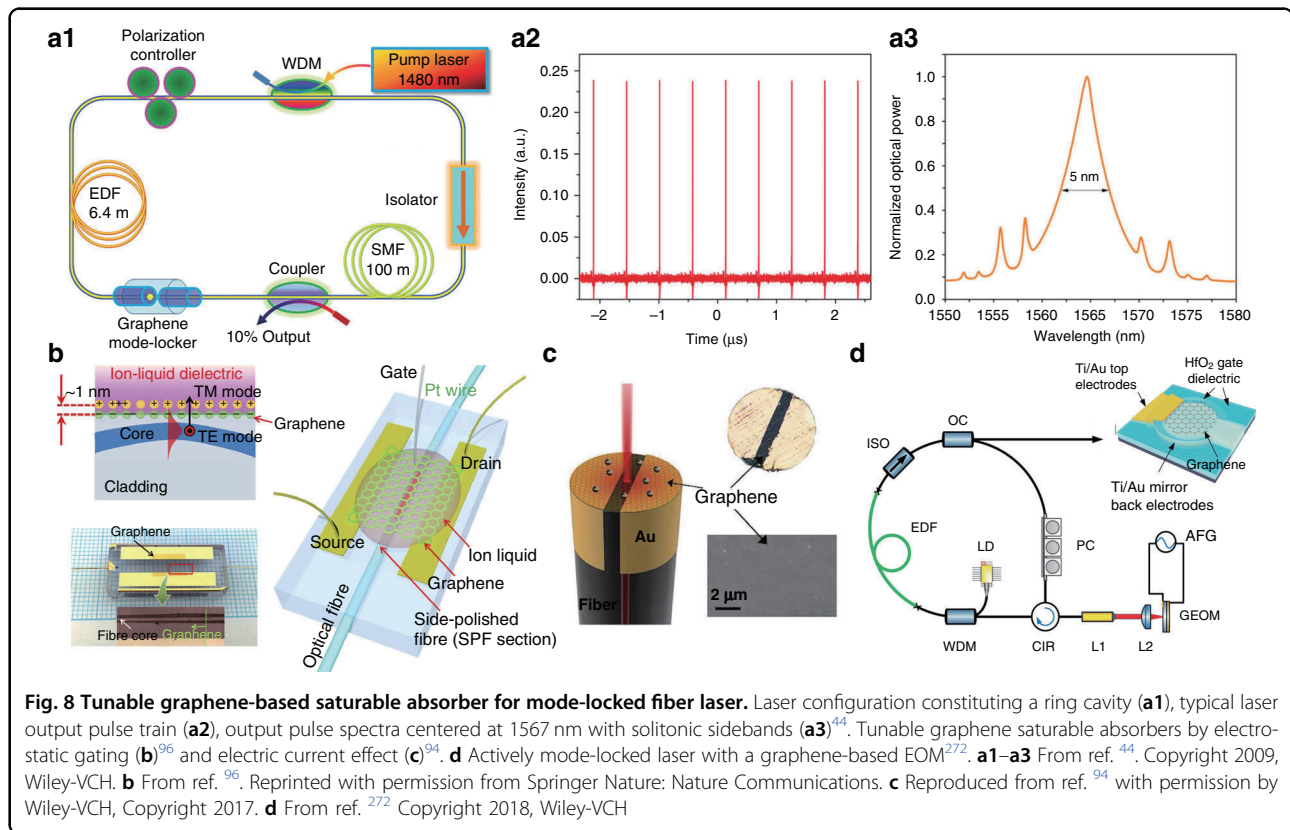 a1
Polarization
controller
WDM
Pump laser
1480 nm
EDF
6.4 m
Isolator
SMF
100 m
Coupler
Graphene
mode-locker
10% Output
a2
Intensity (a.u.)
0.25
0.20
0.15
0.10
0.05
0.00
−2
−1
0
1
2
Time (μs)
a3
Normalized optical power
1.0
0.8
0.6
0.4
0.2
0.0
5 nm
1550
1555
1560
1565
1570
1575
1580
Wavelength (nm)
b
Ion-liquid dielectric
~1 nm
TM mode
Graphene
Core
TE mode
Cladding
Graphene
Fibre core
Graphene
Gate
Pt wire
Drain
Source
Ion liquid
Graphene
Side-polished
fibre (SPF section)
Optical fibre
c
Graphene
Au
Fiber
2 μm
d
Ti/Au top
electrodes
HfO2 gate
dielectric
Graphene
Ti/Au mirror
back electrodes
OC
ISO
EDF
LD
PC
AFG
GEOM
WDM
CIR
L1
L2
Fig. 8 Tunable graphene-based saturable absorber for mode-locked fiber laser. Laser configuration constituting a ring cavity (a1), typical laser
output pulse train (a2), output pulse spectra centered at 1567 nm with solitonic sidebands (a3)44. Tunable graphene saturable absorbers by electro-
static gating (b)96 and electric current effect (c)94. d Actively mode-locked laser with a graphene-based EOM272. a1–a3 From ref. 44. Copyright 2009,
Wiley-VCH. b From ref. 96. Reprinted with permission from Springer Nature: Nature Communications. c Reproduced from ref. 94 with permission by
Wiley-VCH, Copyright 2017. d From ref. 272 Copyright 2018, Wiley-VCH